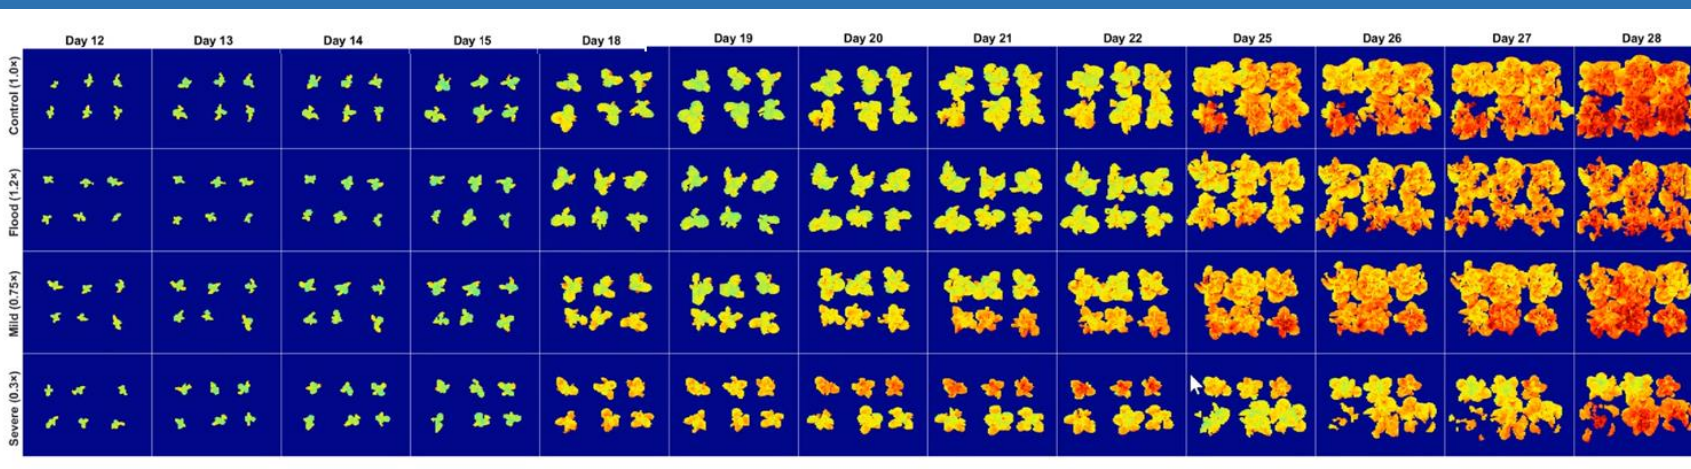 Day 12 Day 13 Day 14 Day 15 Day 18 Day 19 Day 20 Day 21 Day 22 Day 25 Day 26 Day 27 Day 28
Control (1.0×)
Flood (1.2×)
Mild (0.75×)
Severe (0.3×)